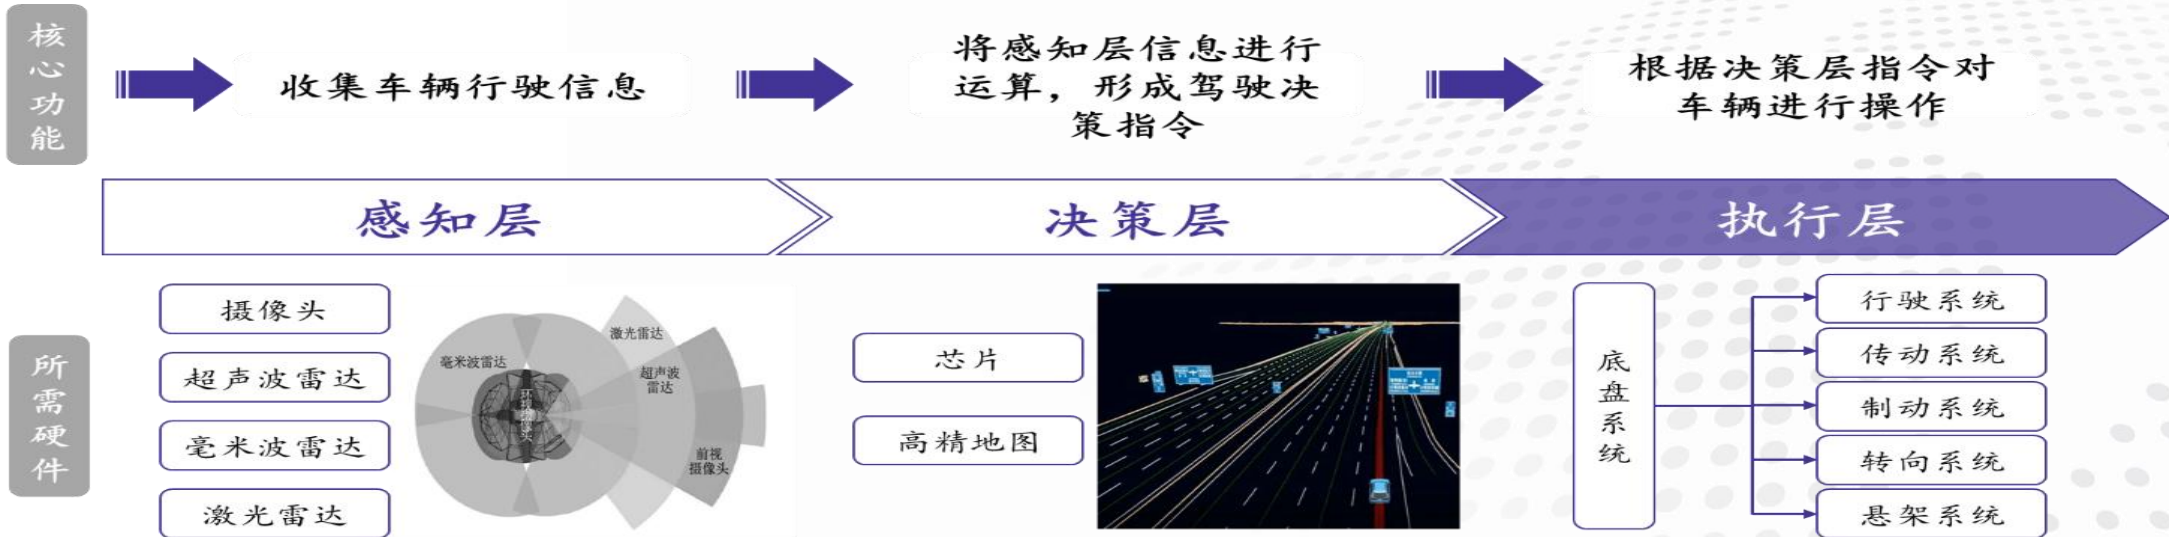 核心功能
收集车辆行驶信息
将感知层信息进行
运算，形成驾驶决
策指令
根据决策层指令对
车辆进行操作
感知层
决策层
执行层
所需硬件
摄像头
超声波雷达
毫米波雷达
激光雷达
毫米波雷达
激光雷达
超声波
雷达
环视摄像头
前视
摄像头
芯片
高精地图
底盘系统
行驶系统
传动系统
制动系统
转向系统
悬架系统